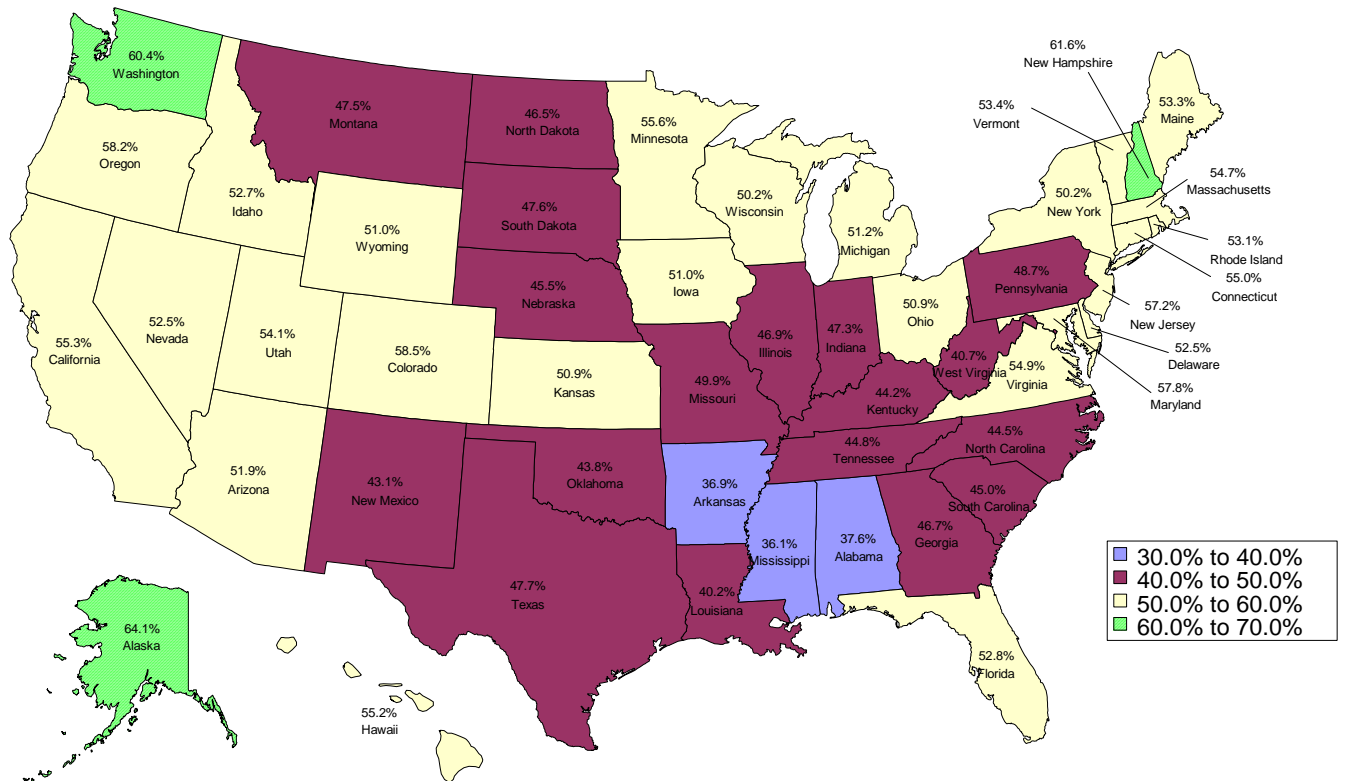 60.4%
Washington
47.5%
Montana
46.5%
North Dakota
55.6%
Minnesota
61.6%
New Hampshire
53.4%
Vermont
53.3%
Maine
58.2%
Oregon
52.7%
Idaho
51.0%
Wyoming
47.6%
South Dakota
50.2%
Wisconsin
51.2%
Michigan
50.2%
New York
54.7%
Massachusetts
53.1%
Rhode Island
55.0%
Connecticut
55.3%
California
52.5%
Nevada
54.1%
Utah
58.5%
Colorado
45.5%
Nebraska
51.0%
Iowa
46.9%
Illinois
47.3%
Indiana
50.9%
Ohio
48.7%
Pennsylvania
57.2%
New Jersey
52.5%
Delaware
57.8%
Maryland
50.9%
Kansas
49.9%
Missouri
44.2%
Kentucky
40.7%
West Virginia
54.9%
Virginia
51.9%
Arizona
43.1%
New Mexico
43.8%
Oklahoma
36.9%
Arkansas
44.8%
Tennessee
44.5%
North Carolina
45.0%
South Carolina
47.7%
Texas
40.2%
Louisiana
36.1%
Mississippi
37.6%
Alabama
46.7%
Georgia
52.8%
Florida
64.1%
Alaska
55.2%
Hawaii
30.0% to 40.0%
40.0% to 50.0%
50.0% to 60.0%
60.0% to 70.0%